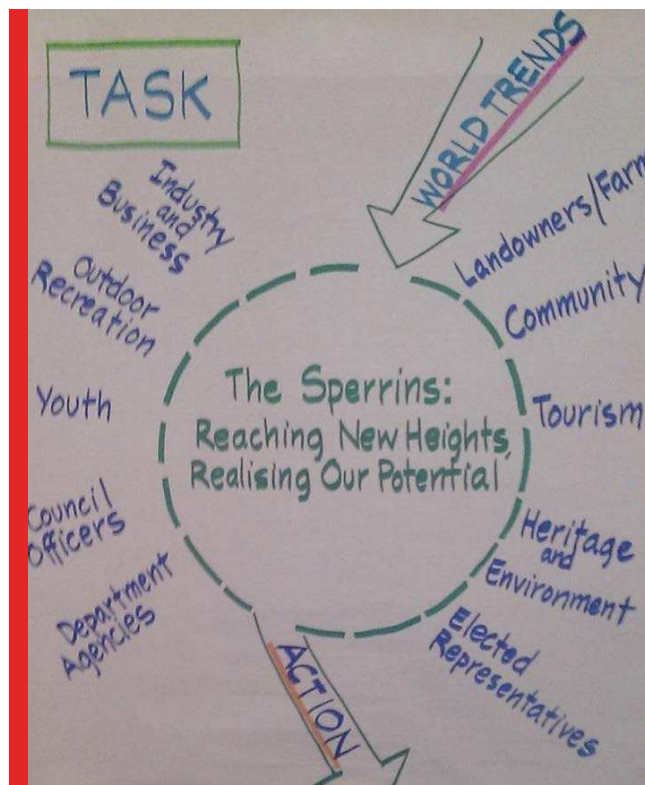 TASK
WORLD TRENDS
Industry
and
Business
Outdoor
Recreation
Youth
Council
Officers
Department
Agencies
Landowners/Farm
Community
Tourism
Heritage
and
Environment
Elected
Representatives
The Sperrins:
Reaching New Heights,
Realising Our Potential
ACTION